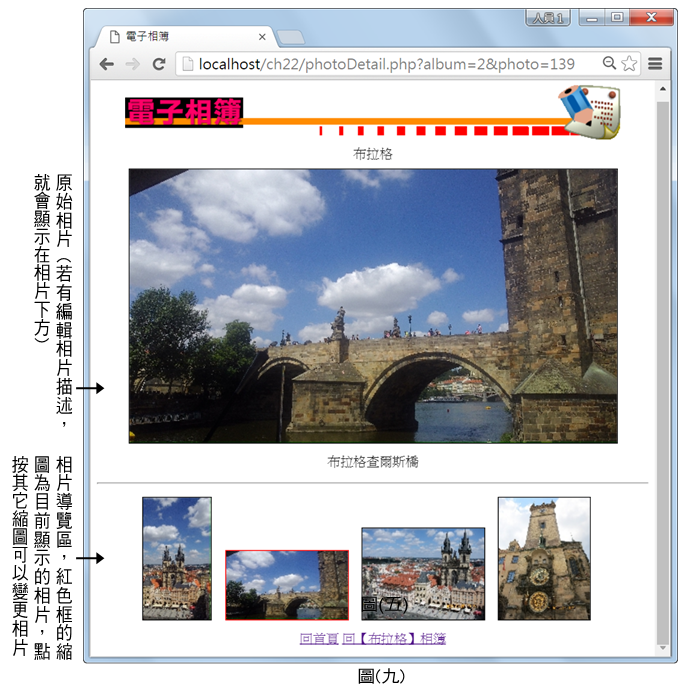 人員1
電子相簿
localhost/ch22/photoDetail.php?album=2&photo=139
電子相簿
布拉格
布拉格查爾斯橋
圖(五)
回首頁 回【布拉格】相簿
原始相片（若有編輯相片描述，
就會顯示在相片下方）
相片導覽區，紅色框的縮
圖為目前顯示的相片，點
按其它縮圖可以變更相片
圖(九)